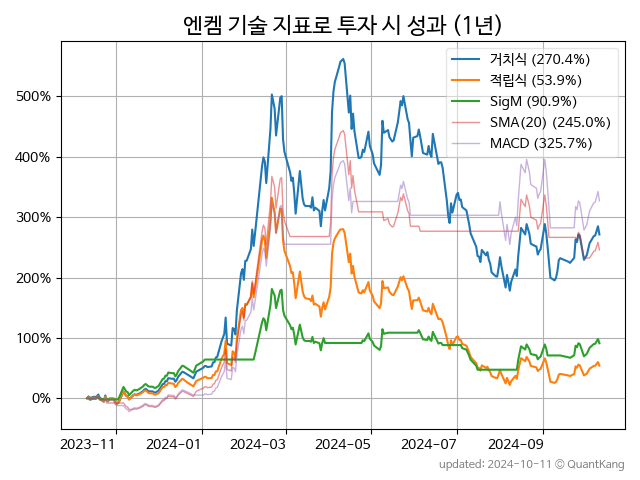 엔켐 기술 지표로 투자 시 성과 (1년)
거치식 (270.4%)
적립식 (53.9%)
SigM (90.9%)
SMA(20) (245.0%)
MACD (325.7%)
500%
400%
300%
200%
100%
0%
2023-11 2024-01 2024-03 2024-05 2024-07 2024-09
updated: 2024-10-11 © QuantKang